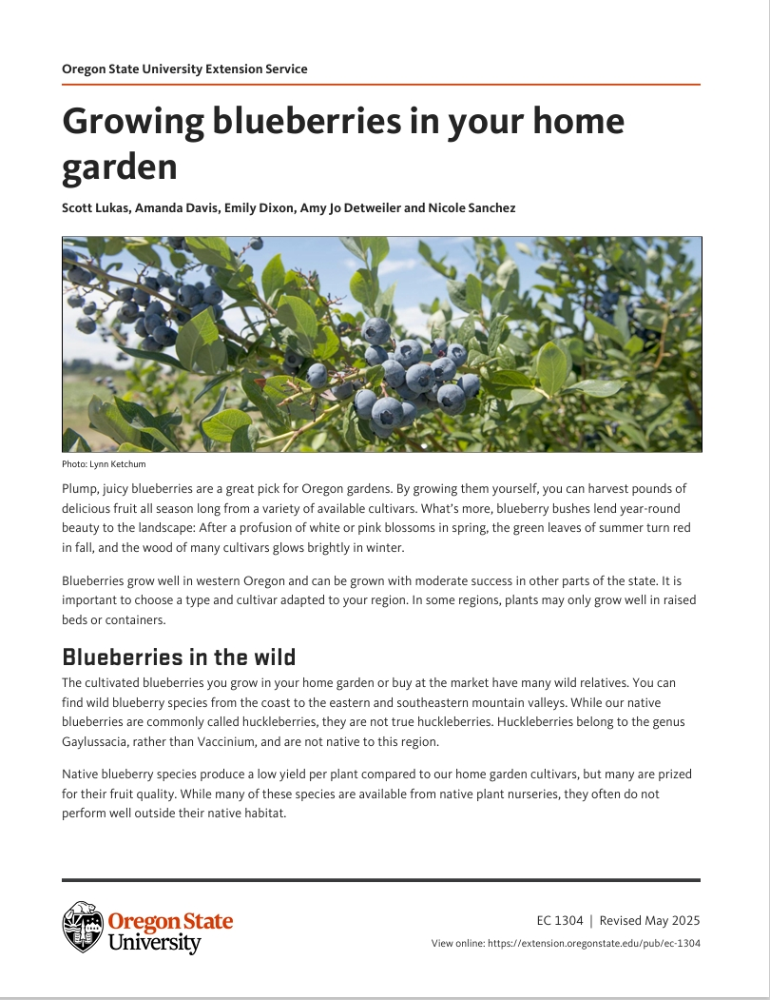 Oregon State University Extension Service
Growing blueberries in your home
garden
Scott Lukas, Amanda Davis, Emily Dixon, Amy Jo Detweiler and Nicole Sanchez
Photo: Lynn Ketchum
Plump, juicy blueberries are a great pick for Oregon gardens. By growing them yourself, you can harvest pounds of
delicious fruit all season long from a variety of available cultivars. What’s more, blueberry bushes lend year-round
beauty to the landscape: After a profusion of white or pink blossoms in spring, the green leaves of summer turn red
in fall, and the wood of many cultivars glows brightly in winter.
Blueberries grow well in western Oregon and can be grown with moderate success in other parts of the state. It is
important to choose a type and cultivar adapted to your region. In some regions, plants may only grow well in raised
beds or containers.
Blueberries in the wild
The cultivated blueberries you grow in your home garden or buy at the market have many wild relatives. You can
find wild blueberry species from the coast to the eastern and southeastern mountain valleys. While our native
blueberries are commonly called huckleberries, they are not true huckleberries. Huckleberries belong to the genus
Gaylussacia, rather than Vaccinium, and are not native to this region.
Native blueberry species produce a low yield per plant compared to our home garden cultivars, but many are prized
for their fruit quality. While many of these species are available from native plant nurseries, they often do not
perform well outside their native habitat.
Oregon State
University
EC 1304 | Revised May 2025
View online: https://extension.oregonstate.edu/pub/ec-1304